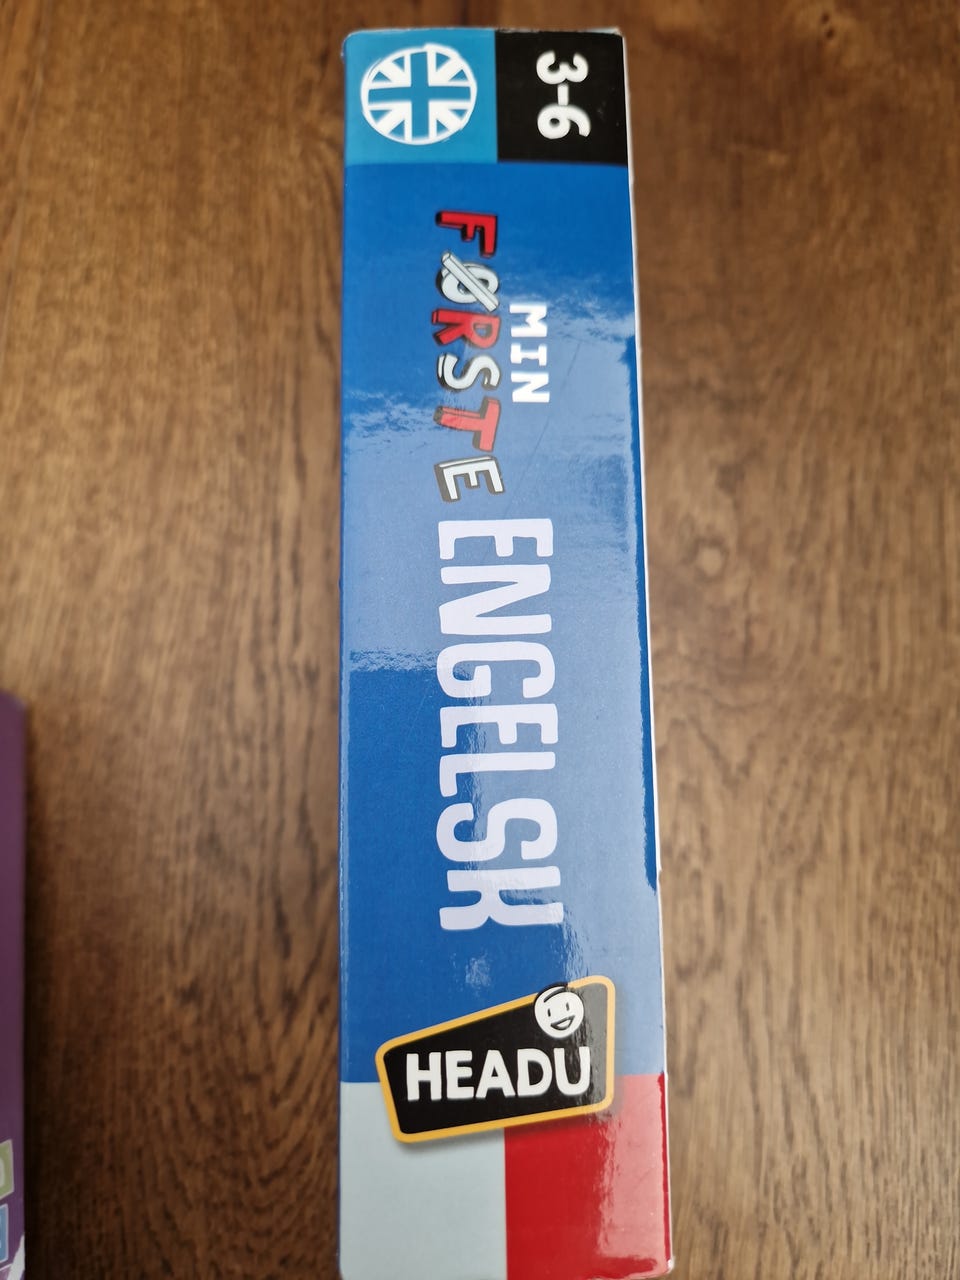 3-6
MIN
FØRSTE ENGELSK
HEADU